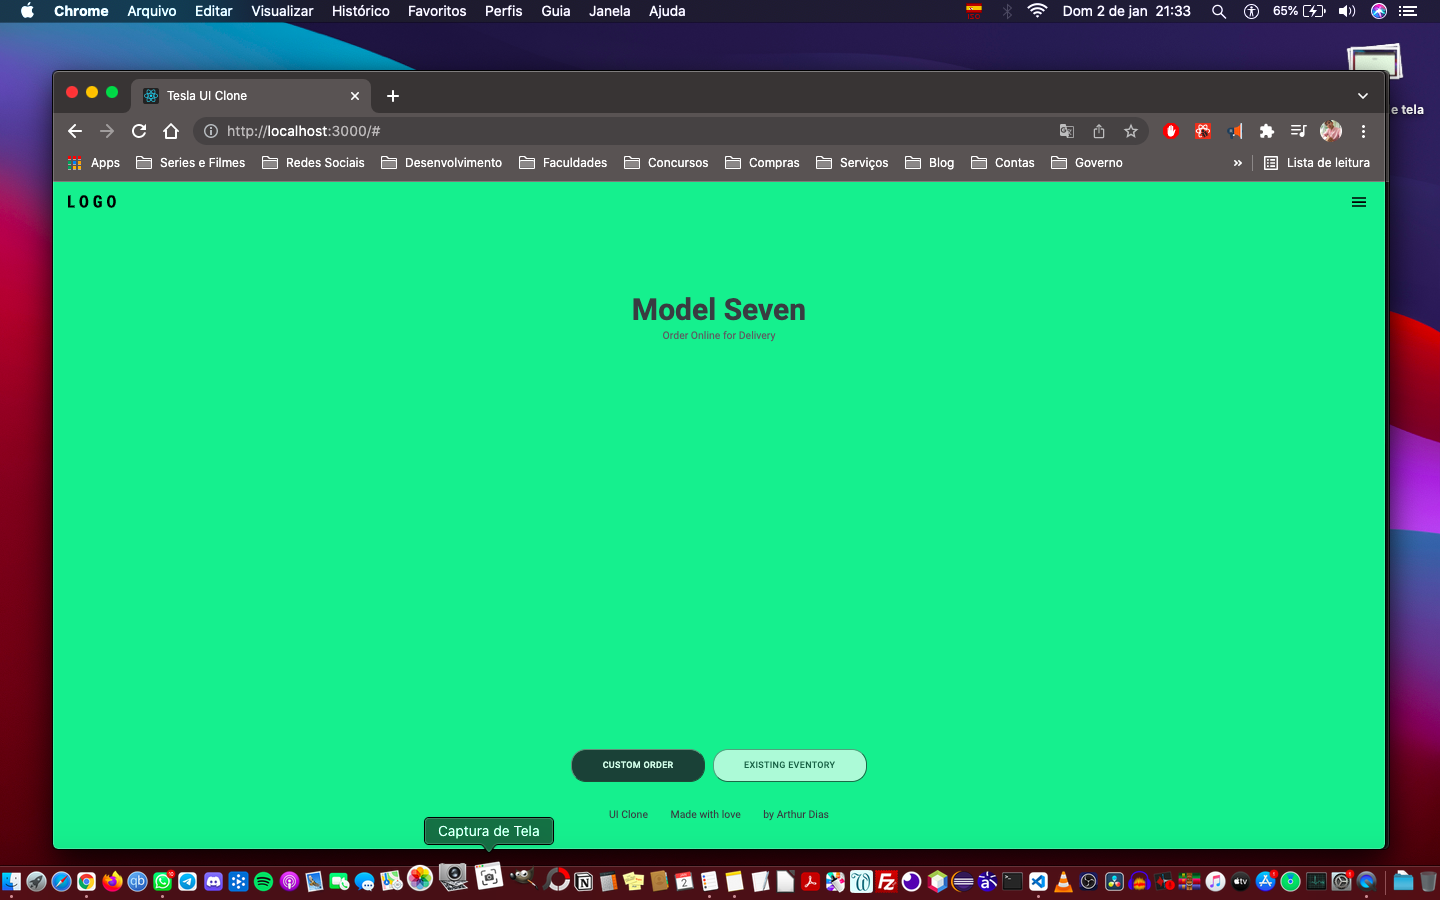 Chrome Arquivo Editar Visualizar Histórico Favoritos Perfis Guia Janela Ajuda 65% Dom 2 de jan 21:33
Tesla UI Clone
e tela
http://localhost:3000/#
Apps Series e Filmes Redes Sociais Desenvolvimento Faculdades Concursos Compras Serviços Blog Contas Governo » Lista de leitura
LOGO
Model Seven
Order Online for Delivery
CUSTOM ORDER EXISTING EVENTORY
UI Clone Made with love by Arthur Dias
Captura de Tela